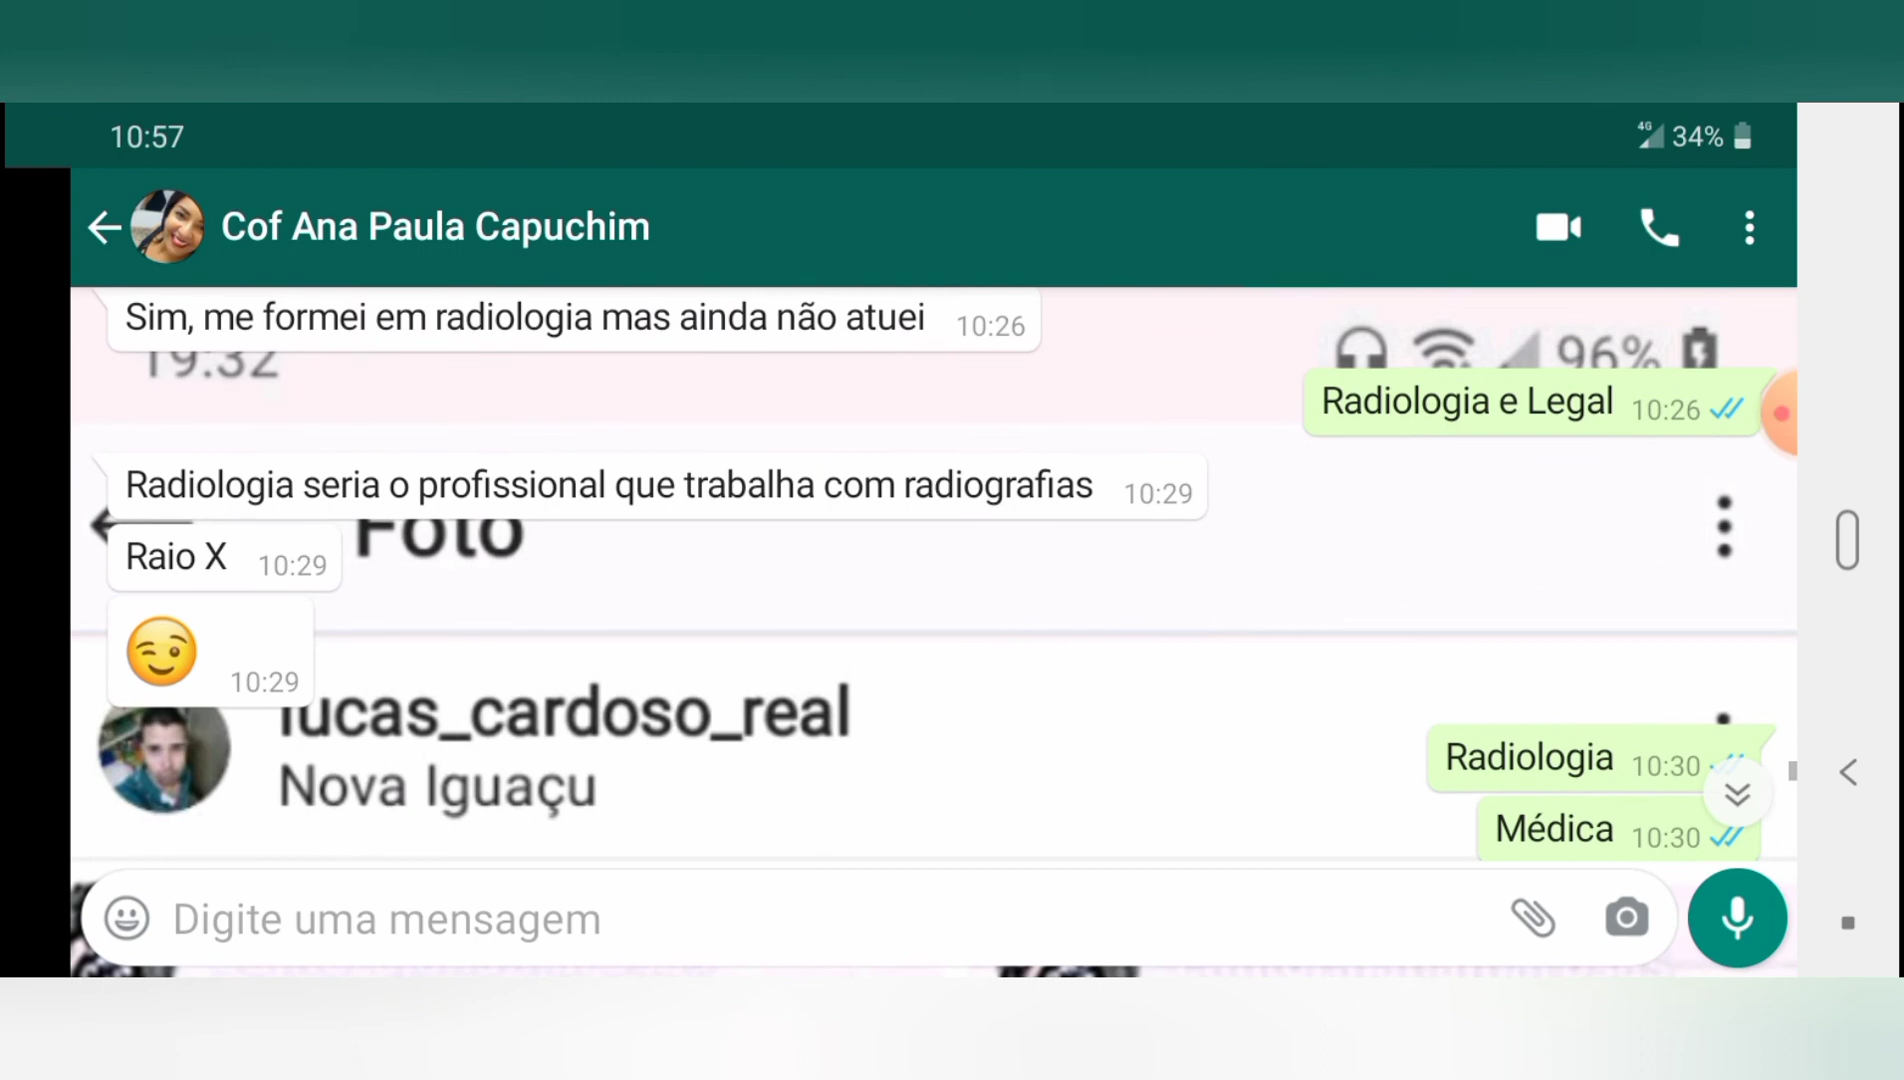 10:57
4G 34%
Cof Ana Paula Capuchim
Sim, me formei em radiologia mas ainda não atuei 10:26
19:32 96%
Radiologia e Legal 10:26
Radiologia seria o profissional que trabalha com radiografias 10:29
Foto
Raio X 10:29
10:29
lucas_cardoso_real
Nova Iguaçu
Radiologia 10:30
Médica 10:30
Digite uma mensagem